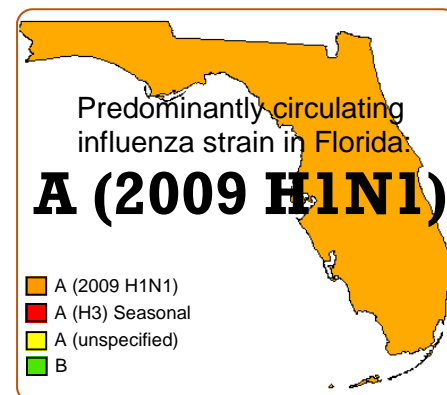 Predominantly circulating
influenza strain in Florida:
A (2009 H1N1)
A (2009 H1N1)
A (H3) Seasonal
A (unspecified)
B